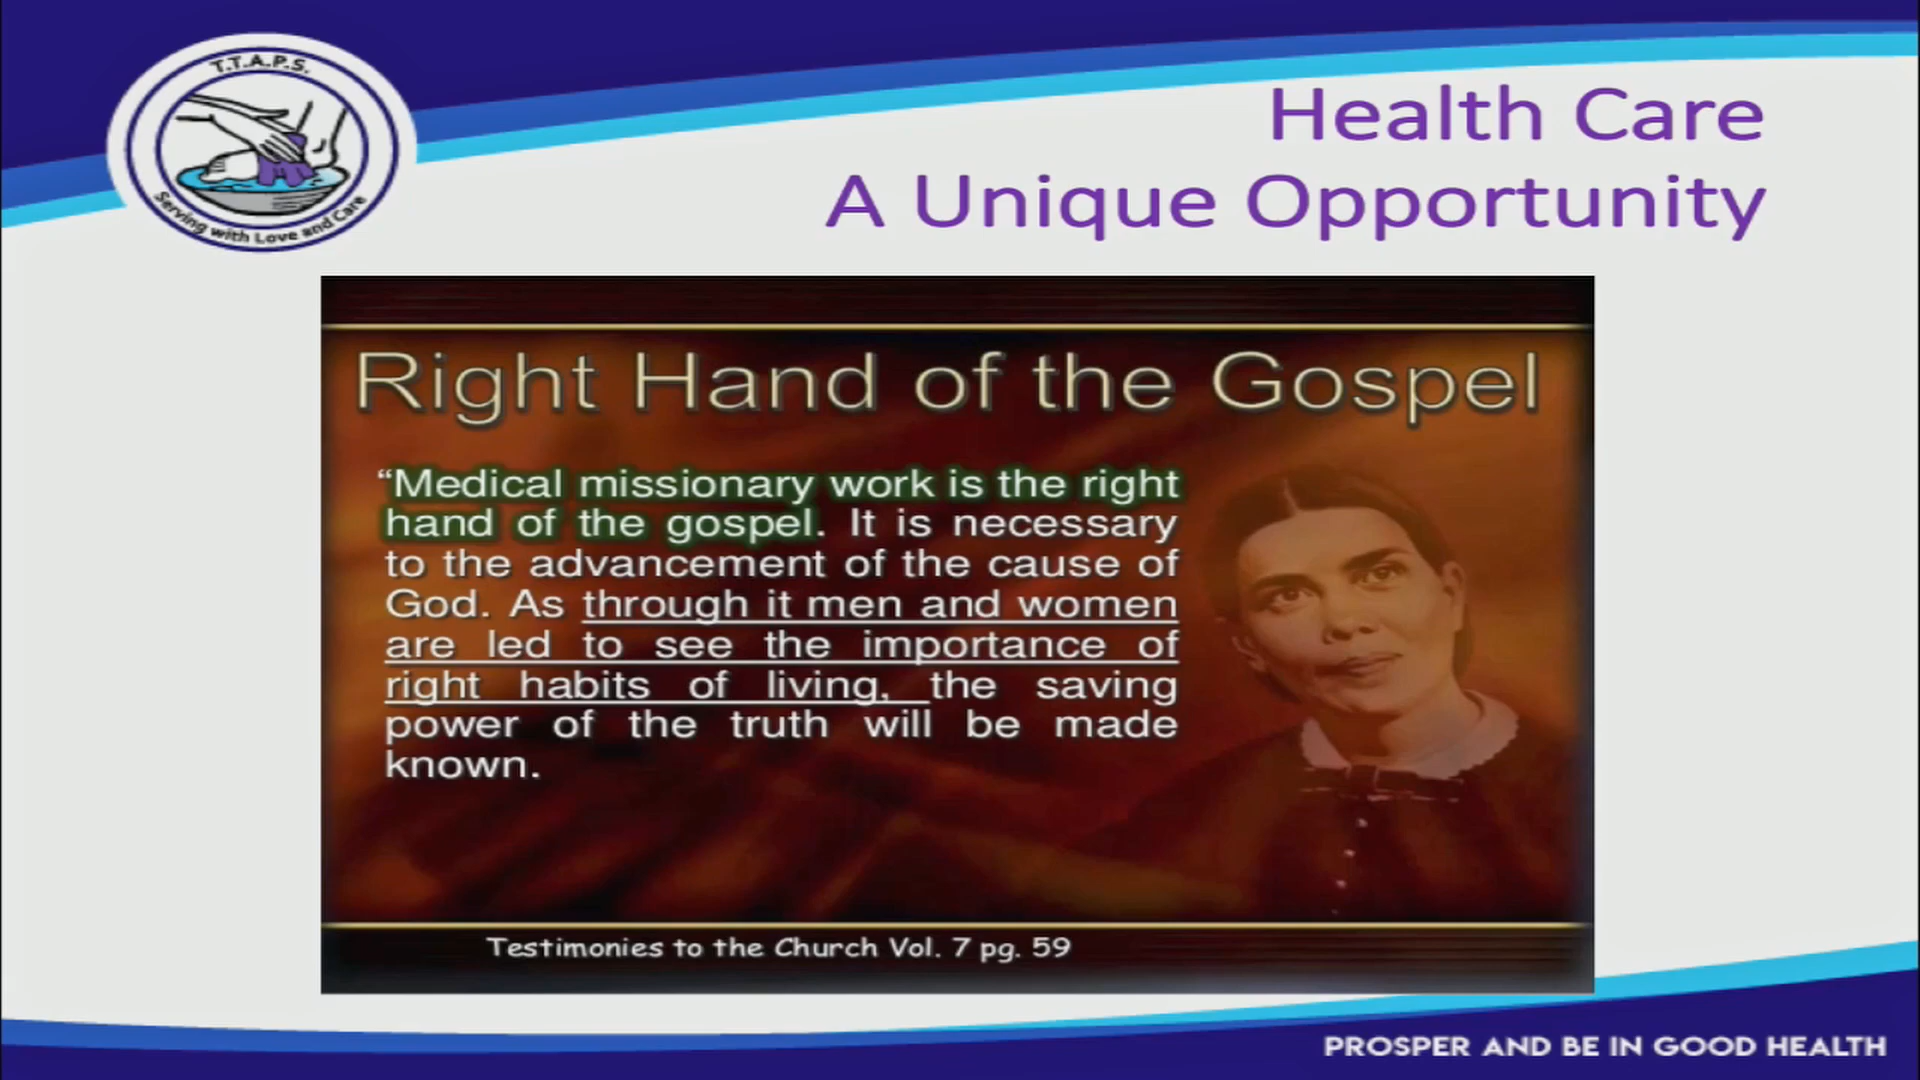 T.T.A.P.S.
Serving with Love and Care
Health Care
A Unique Opportunity
Right Hand of the Gospel
“Medical missionary work is the right
hand of the gospel. It is necessary
to the advancement of the cause of
God. As through it men and women
are led to see the importance of
right habits of living, the saving
power of the truth will be made
known.
Testimonies to the Church Vol. 7 pg. 59
PROSPER AND BE IN GOOD HEALTH